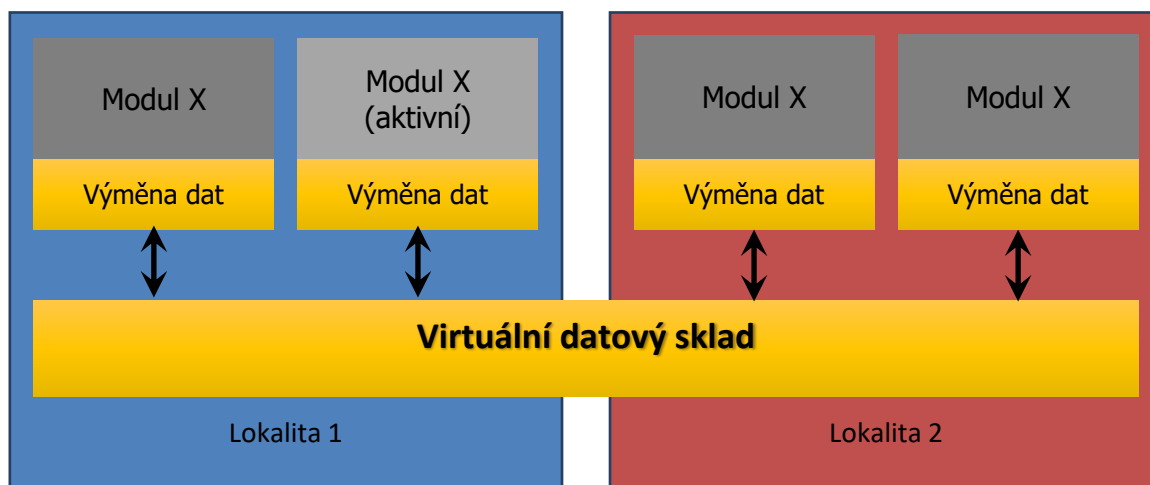 Modul X
Modul X
(aktivní)
Modul X
Modul X
Výměna dat
Výměna dat
Výměna dat
Výměna dat
Virtuální datový sklad
Lokalita 1
Lokalita 2